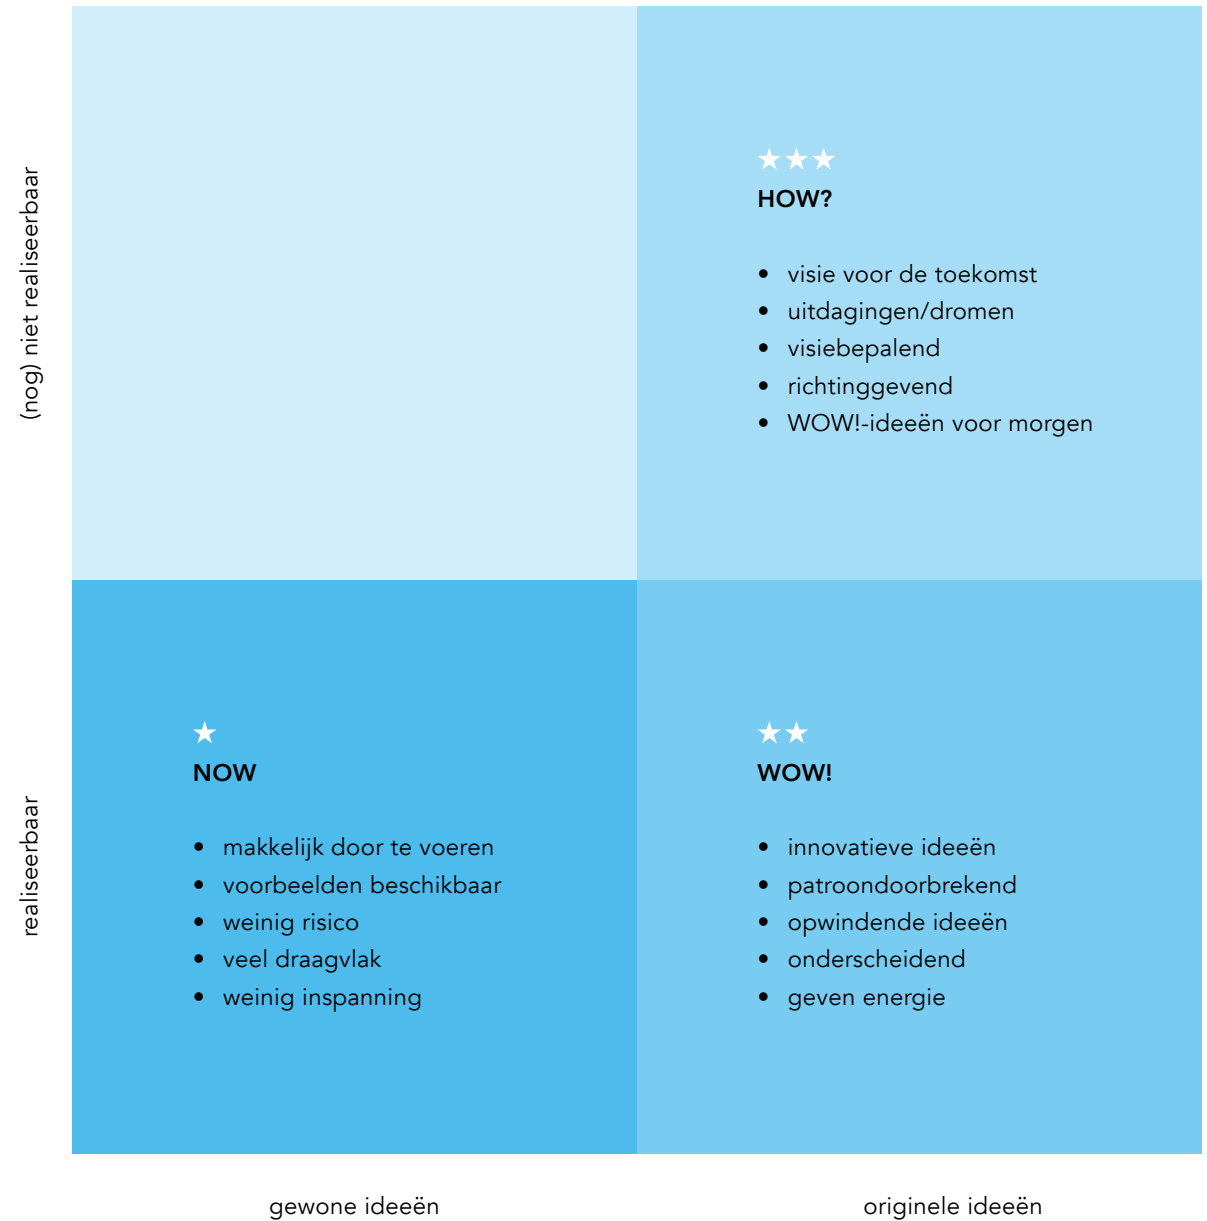 (nog) niet realiseerbaar
★★★
HOW?
• visie voor de toekomst
• uitdagingen/dromen
• visiebepalend
• richtinggevend
• WOW!-ideeën voor morgen
realiseerbaar
★
NOW
• makkelijk door te voeren
• voorbeelden beschikbaar
• weinig risico
• veel draagvlak
• weinig inspanning
★★
WOW!
• innovatieve ideeën
• patroondoorbrekend
• opwindende ideeën
• onderscheidend
• geven energie
gewone ideeën
originele ideeën